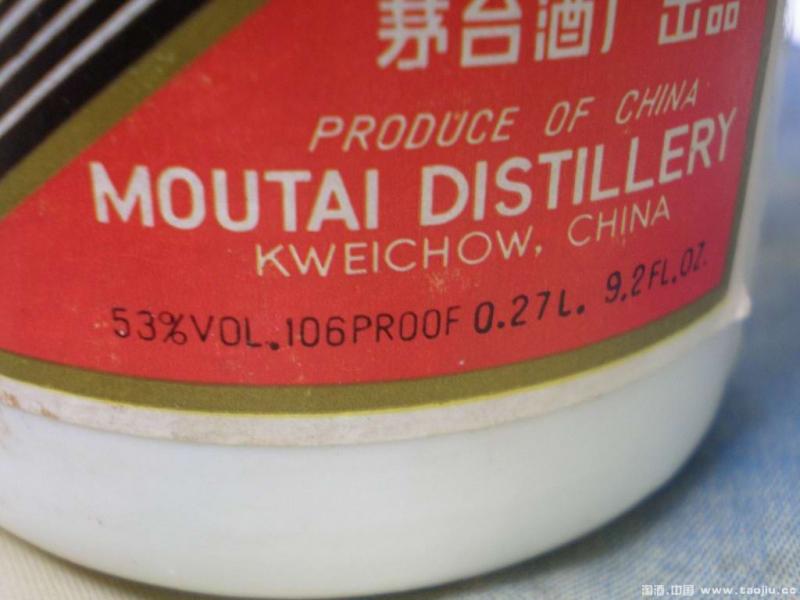 茅台酒厂出品
PRODUCE OF CHINA
MOUTAI DISTILLERY
KWEICHOW, CHINA
53%VOL.106PROOF 0.27L. 9.2FL.OZ.
淘酒.中国 www.taojiu.cc